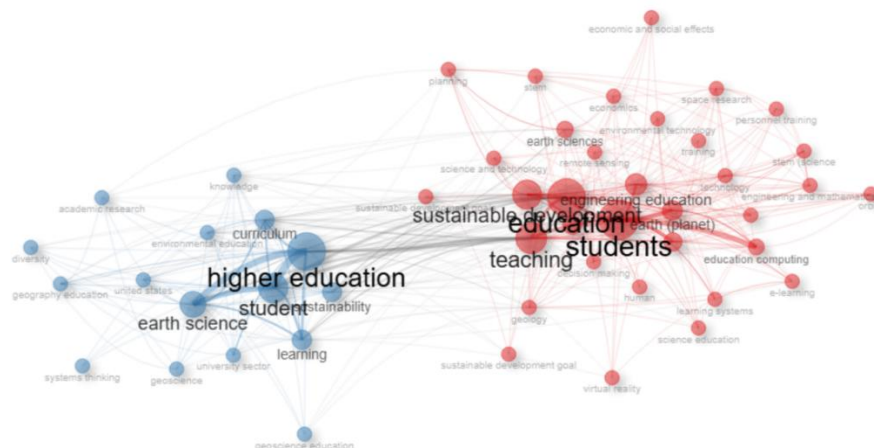 economic and social effects
planning
stem
economics
space research
personnel training
earth sciences
environmental technology
training
remote sensing
stem (science
science and technology
knowledge
technology
engineering education
engineering and mathemat
academic research
sustainable development
orb
sustainable development
curriculum
education
earth (planet)
environmental education
students
diversity
teaching
education computing
higher education
decision making
geography education
united states
human
e-learning
student
sustainability
earth science
geology
learning systems
science education
learning
university sector
sustainable development goal
systems thinking
geoscience
virtual reality
geoscience education